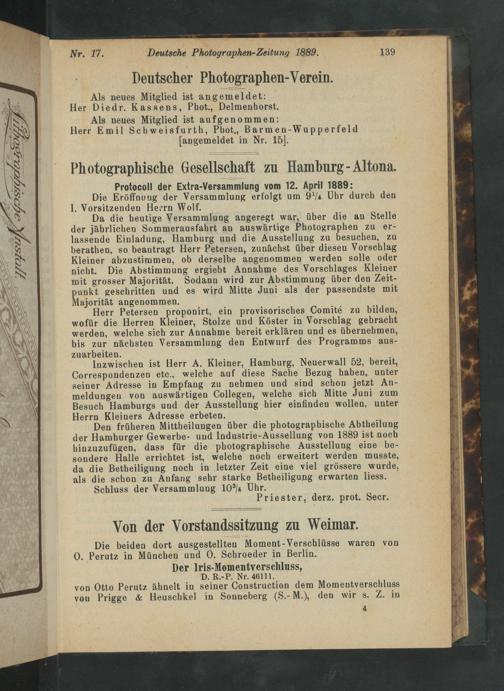 Nr. 17. Deutsche Photographen-Zeitung 1889. 139
Deutscher Photographen-Verein.
Als neues Mitglied ist angemeldet:
Her Diedr. Kassens, Phot., Delmenhorst.
Als neues Mitglied ist aufgenommen:
Herr Emil Schweisfurth, Phot., Barmen-Wupperfeld
[angemeldet in Nr. 15].
Photographische Gesellschaft zu Hamburg-Altona.
Protocoll der Extra-Versammlung vom 12. April 1889:
Die Eröffnung der Versammlung erfolgt um 9¼ Uhr durch den
I. Vorsitzenden Herrn Wolf.
Da die heutige Versammlung angeregt war, über die an Stelle
der jährlichen Sommerausfahrt an auswärtige Photographen zu er-
lassende Einladung, Hamburg und die Ausstellung zu besuchen, zu
berathen, so beantragt Herr Petersen, zunächst über diesen Vorschlag
Kleiner abzustimmen, ob derselbe angenommen werden solle oder
nicht. Die Abstimmung ergiebt Annahme des Vorschlages Kleiner
mit grosser Majorität. Sodann wird zur Abstimmung über den Zeit-
punkt geschritten und es wird Mitte Juni als der passendste mit
Majorität angenommen.
Herr Petersen proponirt, ein provisorisches Comité zu bilden,
wofür die Herren Kleiner, Stolze und Köster in Vorschlag gebracht
werden, welche sich zur Annahme bereit erklären und es übernehmen,
bis zur nächsten Versammlung den Entwurf des Programms aus-
zuarbeiten.
Inzwischen ist Herr A. Kleiner, Hamburg, Neuerwall 52, bereit,
Correspondenzen etc., welche auf diese Sache Bezug haben, unter
seiner Adresse in Empfang zu nehmen und sind schon jetzt An-
meldungen von auswärtigen Collegen, welche sich Mitte Juni zum
Besuch Hamburgs und der Ausstellung hier einfinden wollen, unter
Herrn Kleiners Adresse erbeten.
Den früheren Mittheilungen über die photographische Abtheilung
der Hamburger Gewerbe- und Industrie-Aussellung von 1889 ist noch
hinzuzufügen, dass für die photographische Ausstellung eine be-
sondere Halle errichtet ist, welche noch erweitert werden musste,
da die Betheiligung noch in letzter Zeit eine viel grössere wurde,
als die schon zu Anfang sehr starke Betheiligung erwarten liess.
Schluss der Versammlung 10¾ Uhr.
Priester, derz. prot. Secr.
Von der Vorstandssitzung zu Weimar.
Die beiden dort ausgestellten Moment-Verschlüsse waren von
O. Perutz in München und O. Schroeder in Berlin.
Der Iris-Momentverschluss,
D. R.-P. Nr. 46111.
von Otto Perutz ähnelt in seiner Construction dem Momentverschluss
von Prigge & Heuschkel in Sonneberg (S.-M.), den wir s. Z. in
4